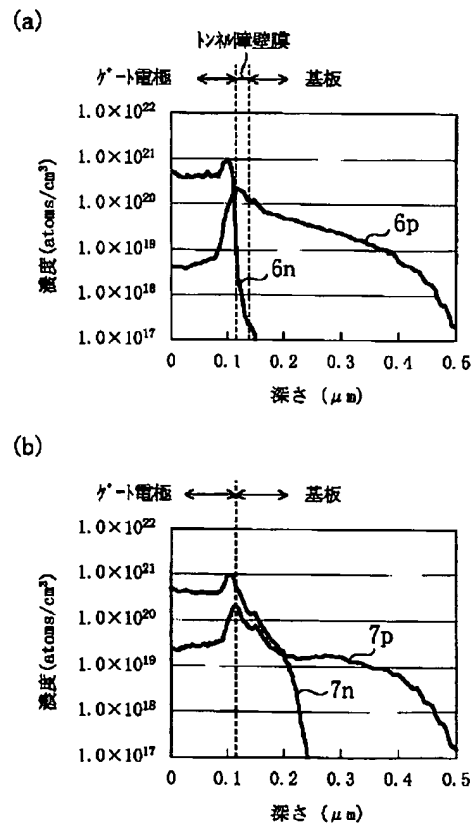 (a)
トンネル障壁膜
ゲート電極
基板
1.0×10²²
1.0×10²¹
1.0×10²⁰
1.0×10¹⁹
1.0×10¹⁸
1.0×10¹⁷
濃度(atoms/cm³)
6p
6n
0 0.1 0.2 0.3 0.4 0.5
深さ (μm)
(b)
ゲート電極
基板
1.0×10²²
1.0×10²¹
1.0×10²⁰
1.0×10¹⁹
1.0×10¹⁸
1.0×10¹⁷
濃度(atoms/cm³)
7p
7n
0 0.1 0.2 0.3 0.4 0.5
深さ (μm)